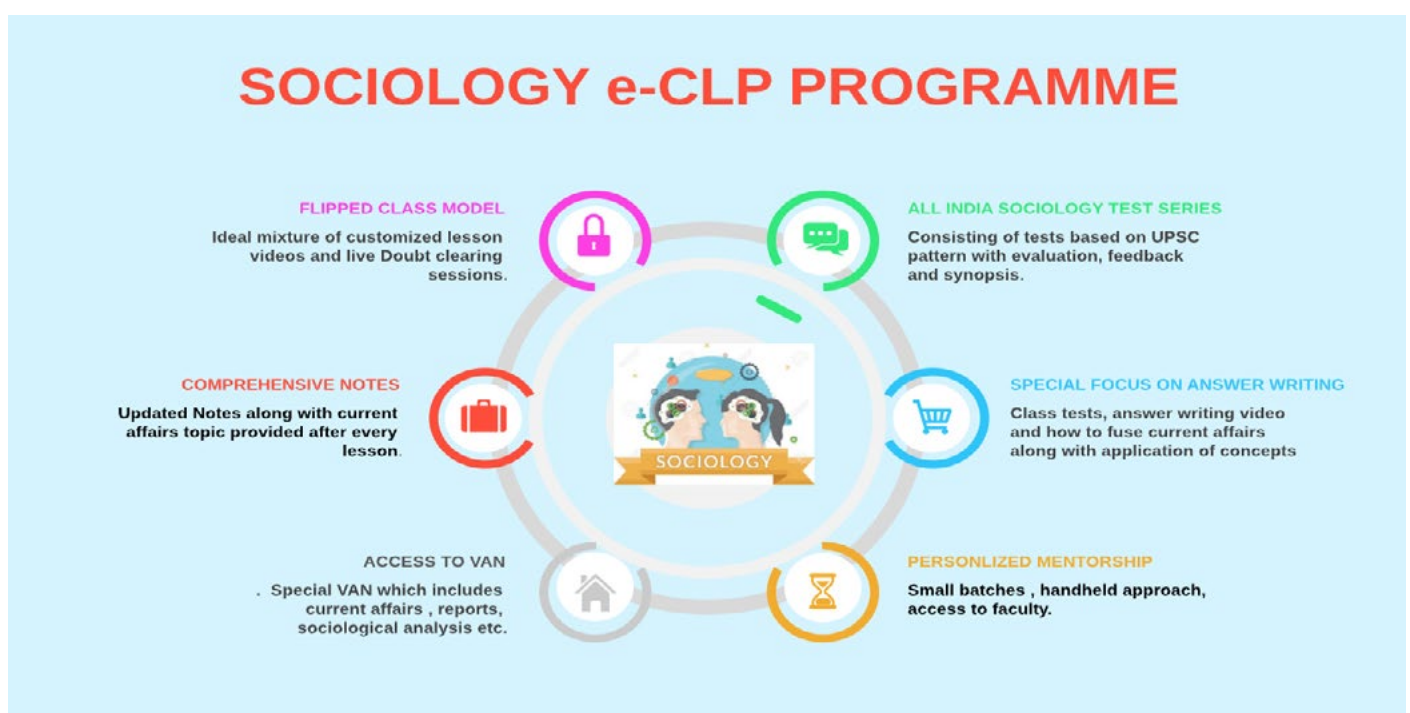 SOCIOLOGY e-CLP PROGRAMME
FLIPPED CLASS MODEL
Ideal mixture of customized lesson
videos and live Doubt clearing
sessions.
ALL INDIA SOCIOLOGY TEST SERIES
Consisting of tests based on UPSC
pattern with evaluation, feedback
and synopsis.
COMPREHENSIVE NOTES
Updated Notes along with current
affairs topic provided after every
lesson.
SOCIOLOGY
SPECIAL FOCUS ON ANSWER WRITING
Class tests, answer writing video
and how to fuse current affairs
along with application of concepts
ACCESS TO VAN
. Special VAN which includes
current affairs , reports,
sociological analysis etc.
PERSONLIZED MENTORSHIP
Small batches , handheld approach,
access to faculty.